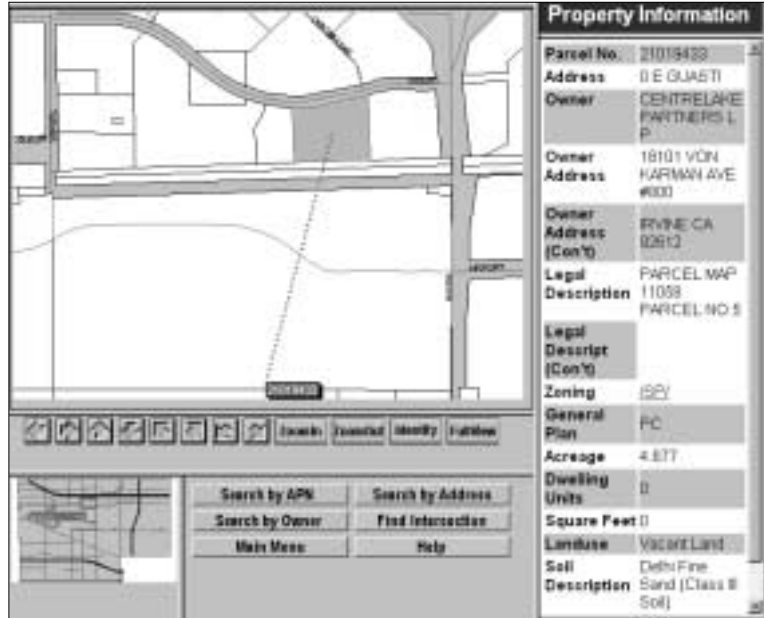 Property Information
Parcel No. 21019433
Address 0 E GUASTI
Owner CENTRELAKE
PARTNERS L
P
Owner 18101 VON
Address KARMAN AVE
Owner IRVINE CA
Address 92612
(Con't)
Legal PARCEL MAP
Description 11058
PARCEL NO 5
Legal
Descript
(Con't)
Zoning (SP)
General PC
Plan
Acreage 4.877
Dwelling 0
Units
Square Feet 0
Landuse Vacant Land
Soil Delhi Fine
Description Sand (Class III
Soil)
21019433
Zoom In Zoom Out Identify Full View
Search by APN Search by Address
Search by Owner Find Intersection
Main Menu Help